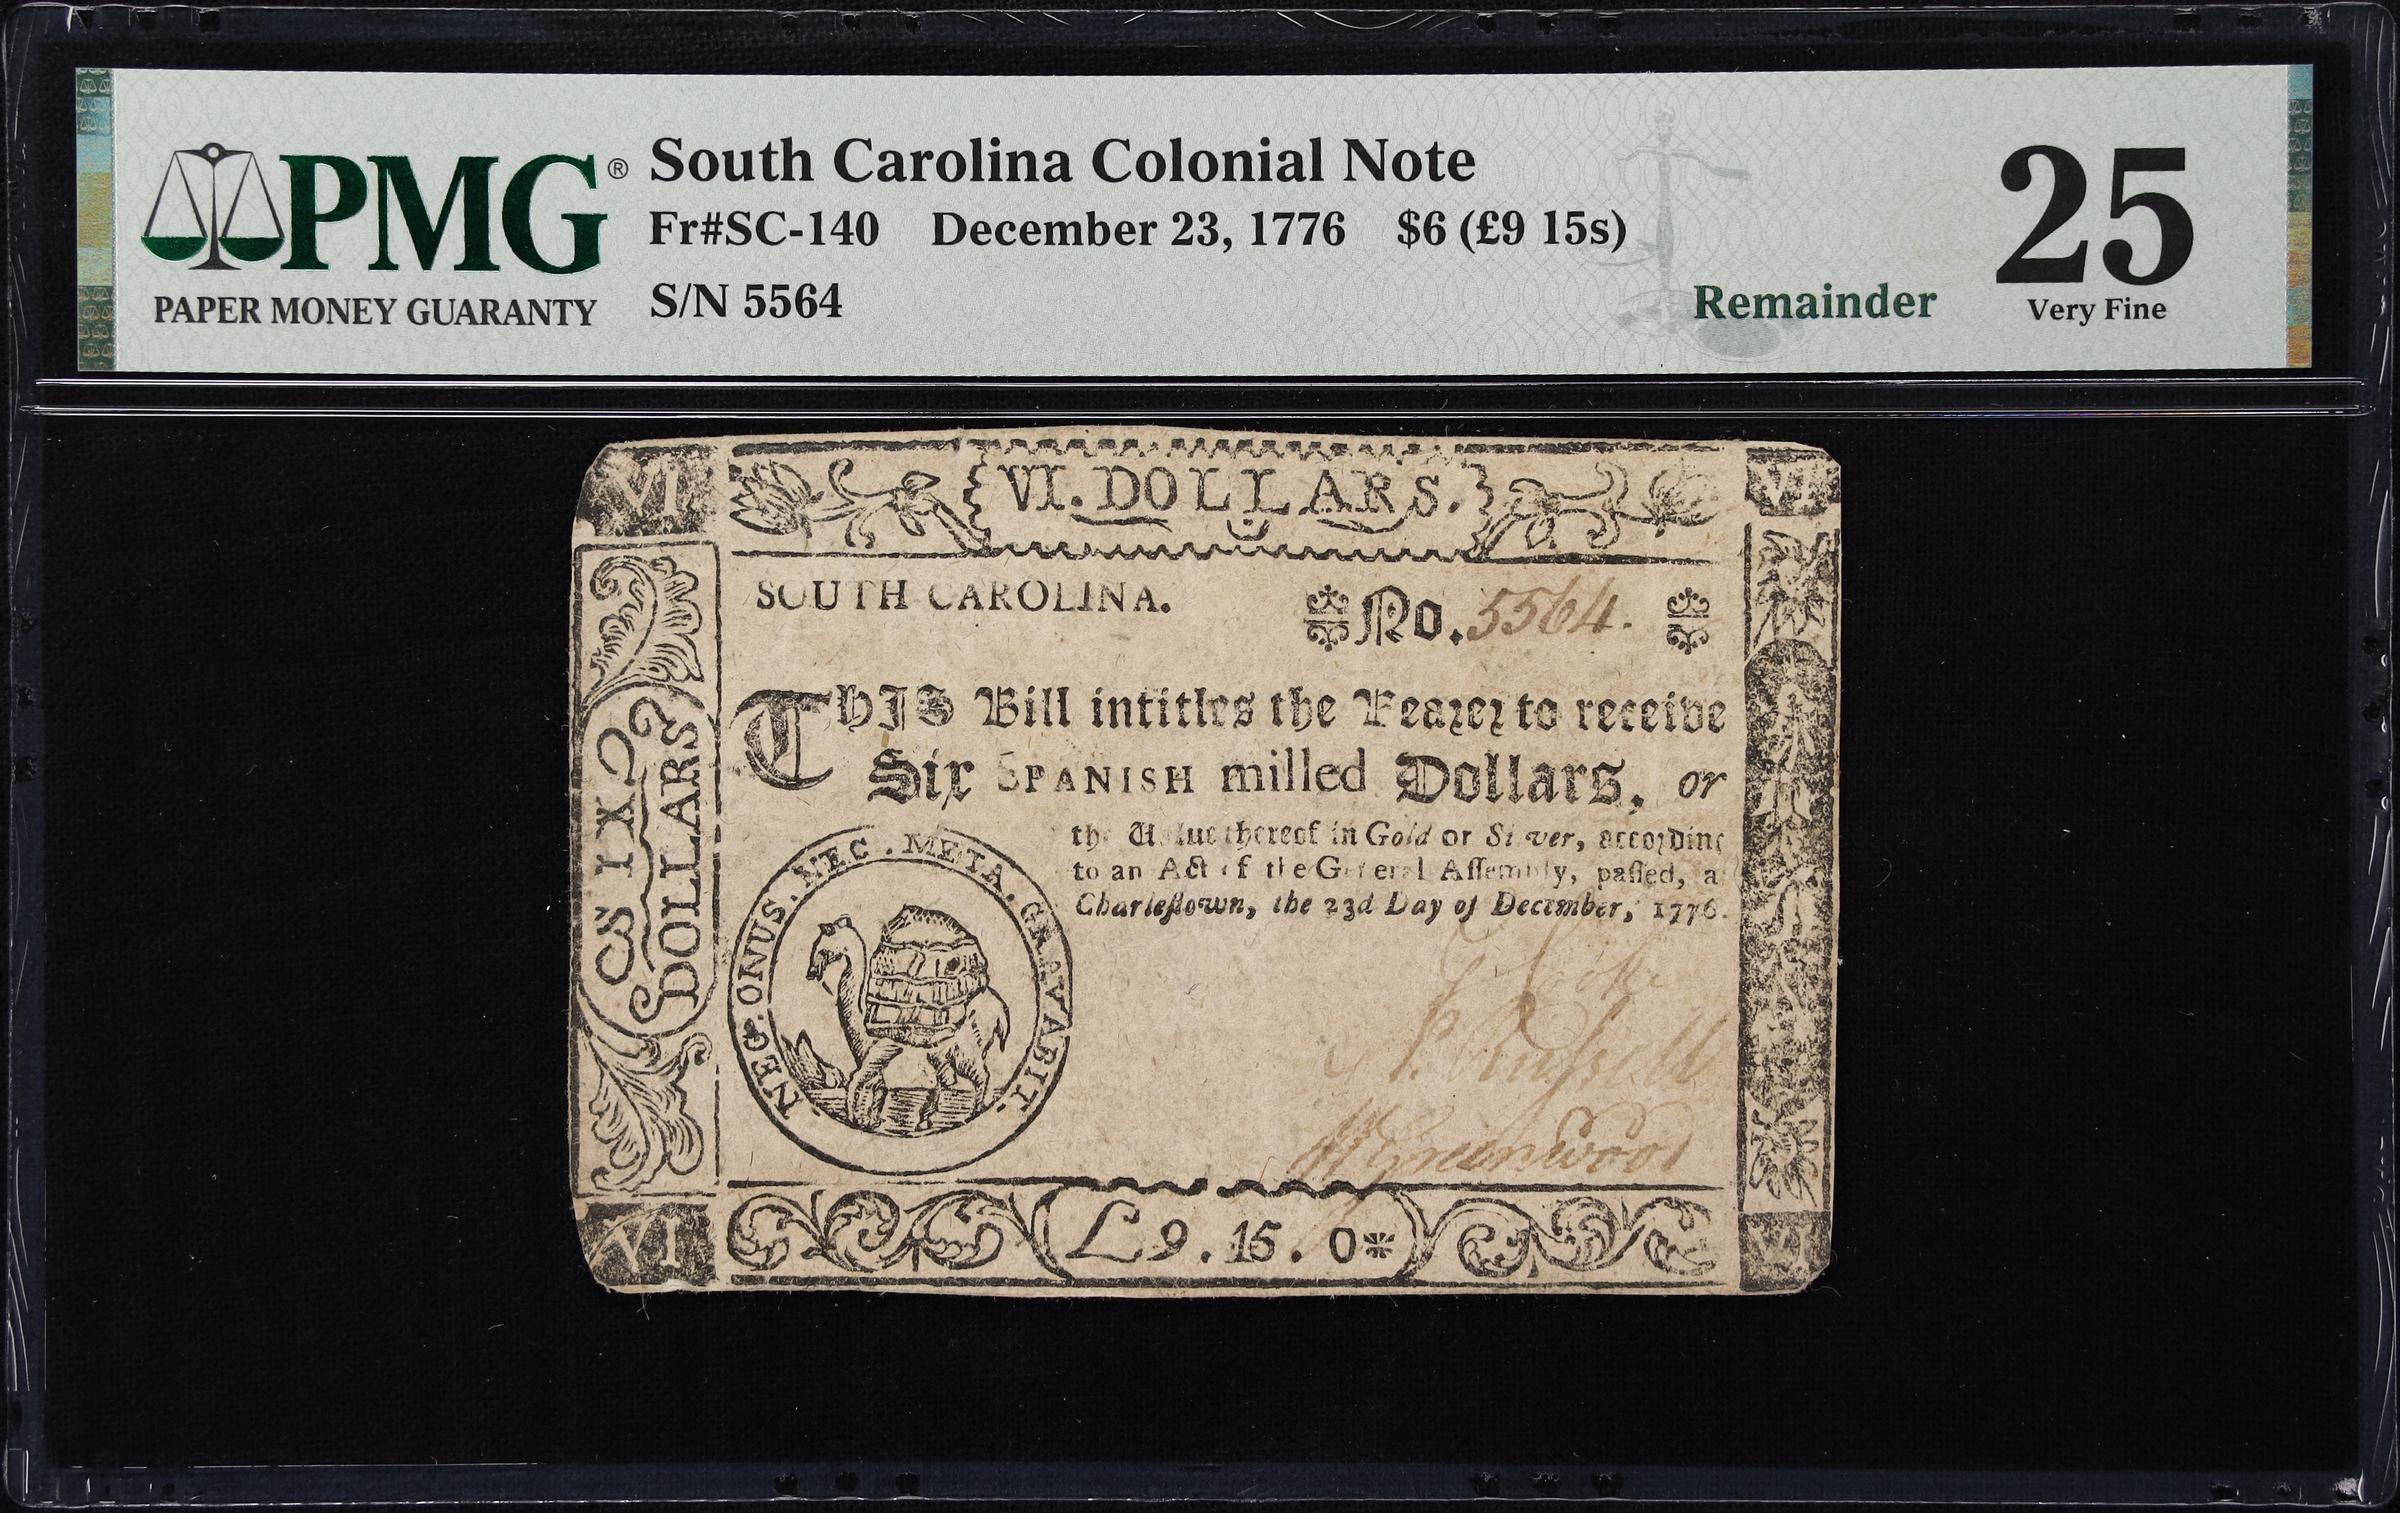 PMG®
PAPER MONEY GUARANTY
South Carolina Colonial Note
Fr#SC-140 December 23, 1776 $6 (£9 15s)
S/N 5564
Remainder
25
Very Fine
VI VI. DOLLARS. VI
SOUTH CAROLINA. No. 5564.
THIS Bill intitles the Bearer to receive
Six SPANISH milled Dollars, or
the Value thereof in Gold or Silver, according
to an Act of the General Assembly, passed, a
Charlestown, the 23d Day of December, 1776.
SIX
DOLLARS
NEQ. ONUS. NEC. META. GRAVABIT.
P. Russell
W Greenwood
VI £9. 15. 0* VI